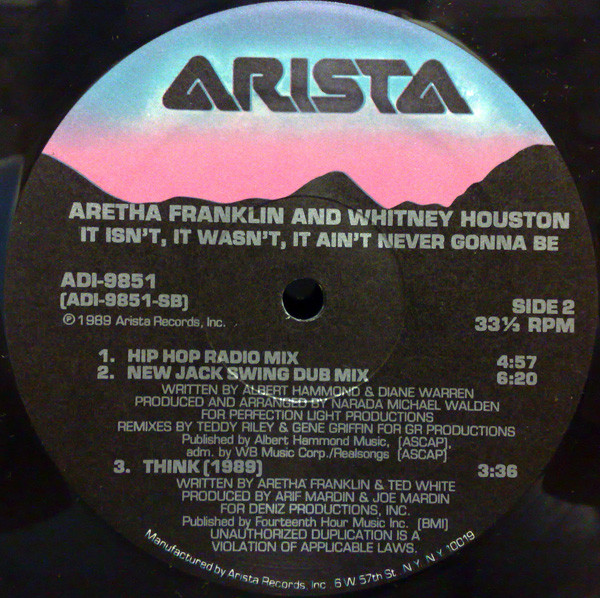 ARISTA
ARETHA FRANKLIN AND WHITNEY HOUSTON
IT ISN'T, IT WASN'T, IT AIN'T NEVER GONNA BE
ADI-9851
(ADI-9851-SB)
℗ 1989 Arista Records, Inc.
SIDE 2
33⅓ RPM
1. HIP HOP RADIO MIX 4:57
2. NEW JACK SWING DUB MIX 6:20
WRITTEN BY ALBERT HAMMOND & DIANE WARREN
PRODUCED AND ARRANGED BY NARADA MICHAEL WALDEN
FOR PERFECTION LIGHT PRODUCTIONS
REMIXES BY TEDDY RILEY & GENE GRIFFIN FOR GR PRODUCTIONS
Published by Albert Hammond Music, (ASCAP),
adm. by WB Music Corp./Realsongs (ASCAP)
3. THINK (1989) 3:36
WRITTEN BY ARETHA FRANKLIN & TED WHITE
PRODUCED BY ARIF MARDIN & JOE MARDIN
FOR DENIZ PRODUCTIONS, INC.
Published by Fourteenth Hour Music Inc. (BMI)
UNAUTHORIZED DUPLICATION IS A
VIOLATION OF APPLICABLE LAWS.
Manufactured by Arista Records, Inc., 6 W 57th St., N.Y., N.Y. 10019